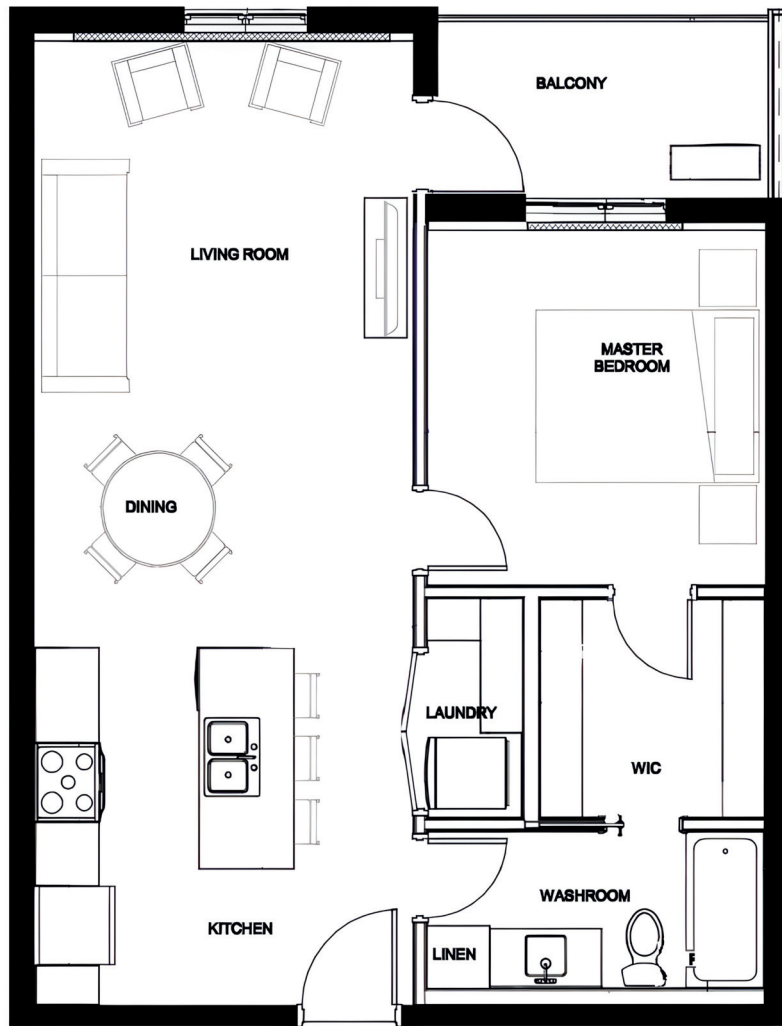 BALCONY
LIVING ROOM
MASTER
BEDROOM
DINING
LAUNDRY
WIC
WASHROOM
KITCHEN
LINEN
F